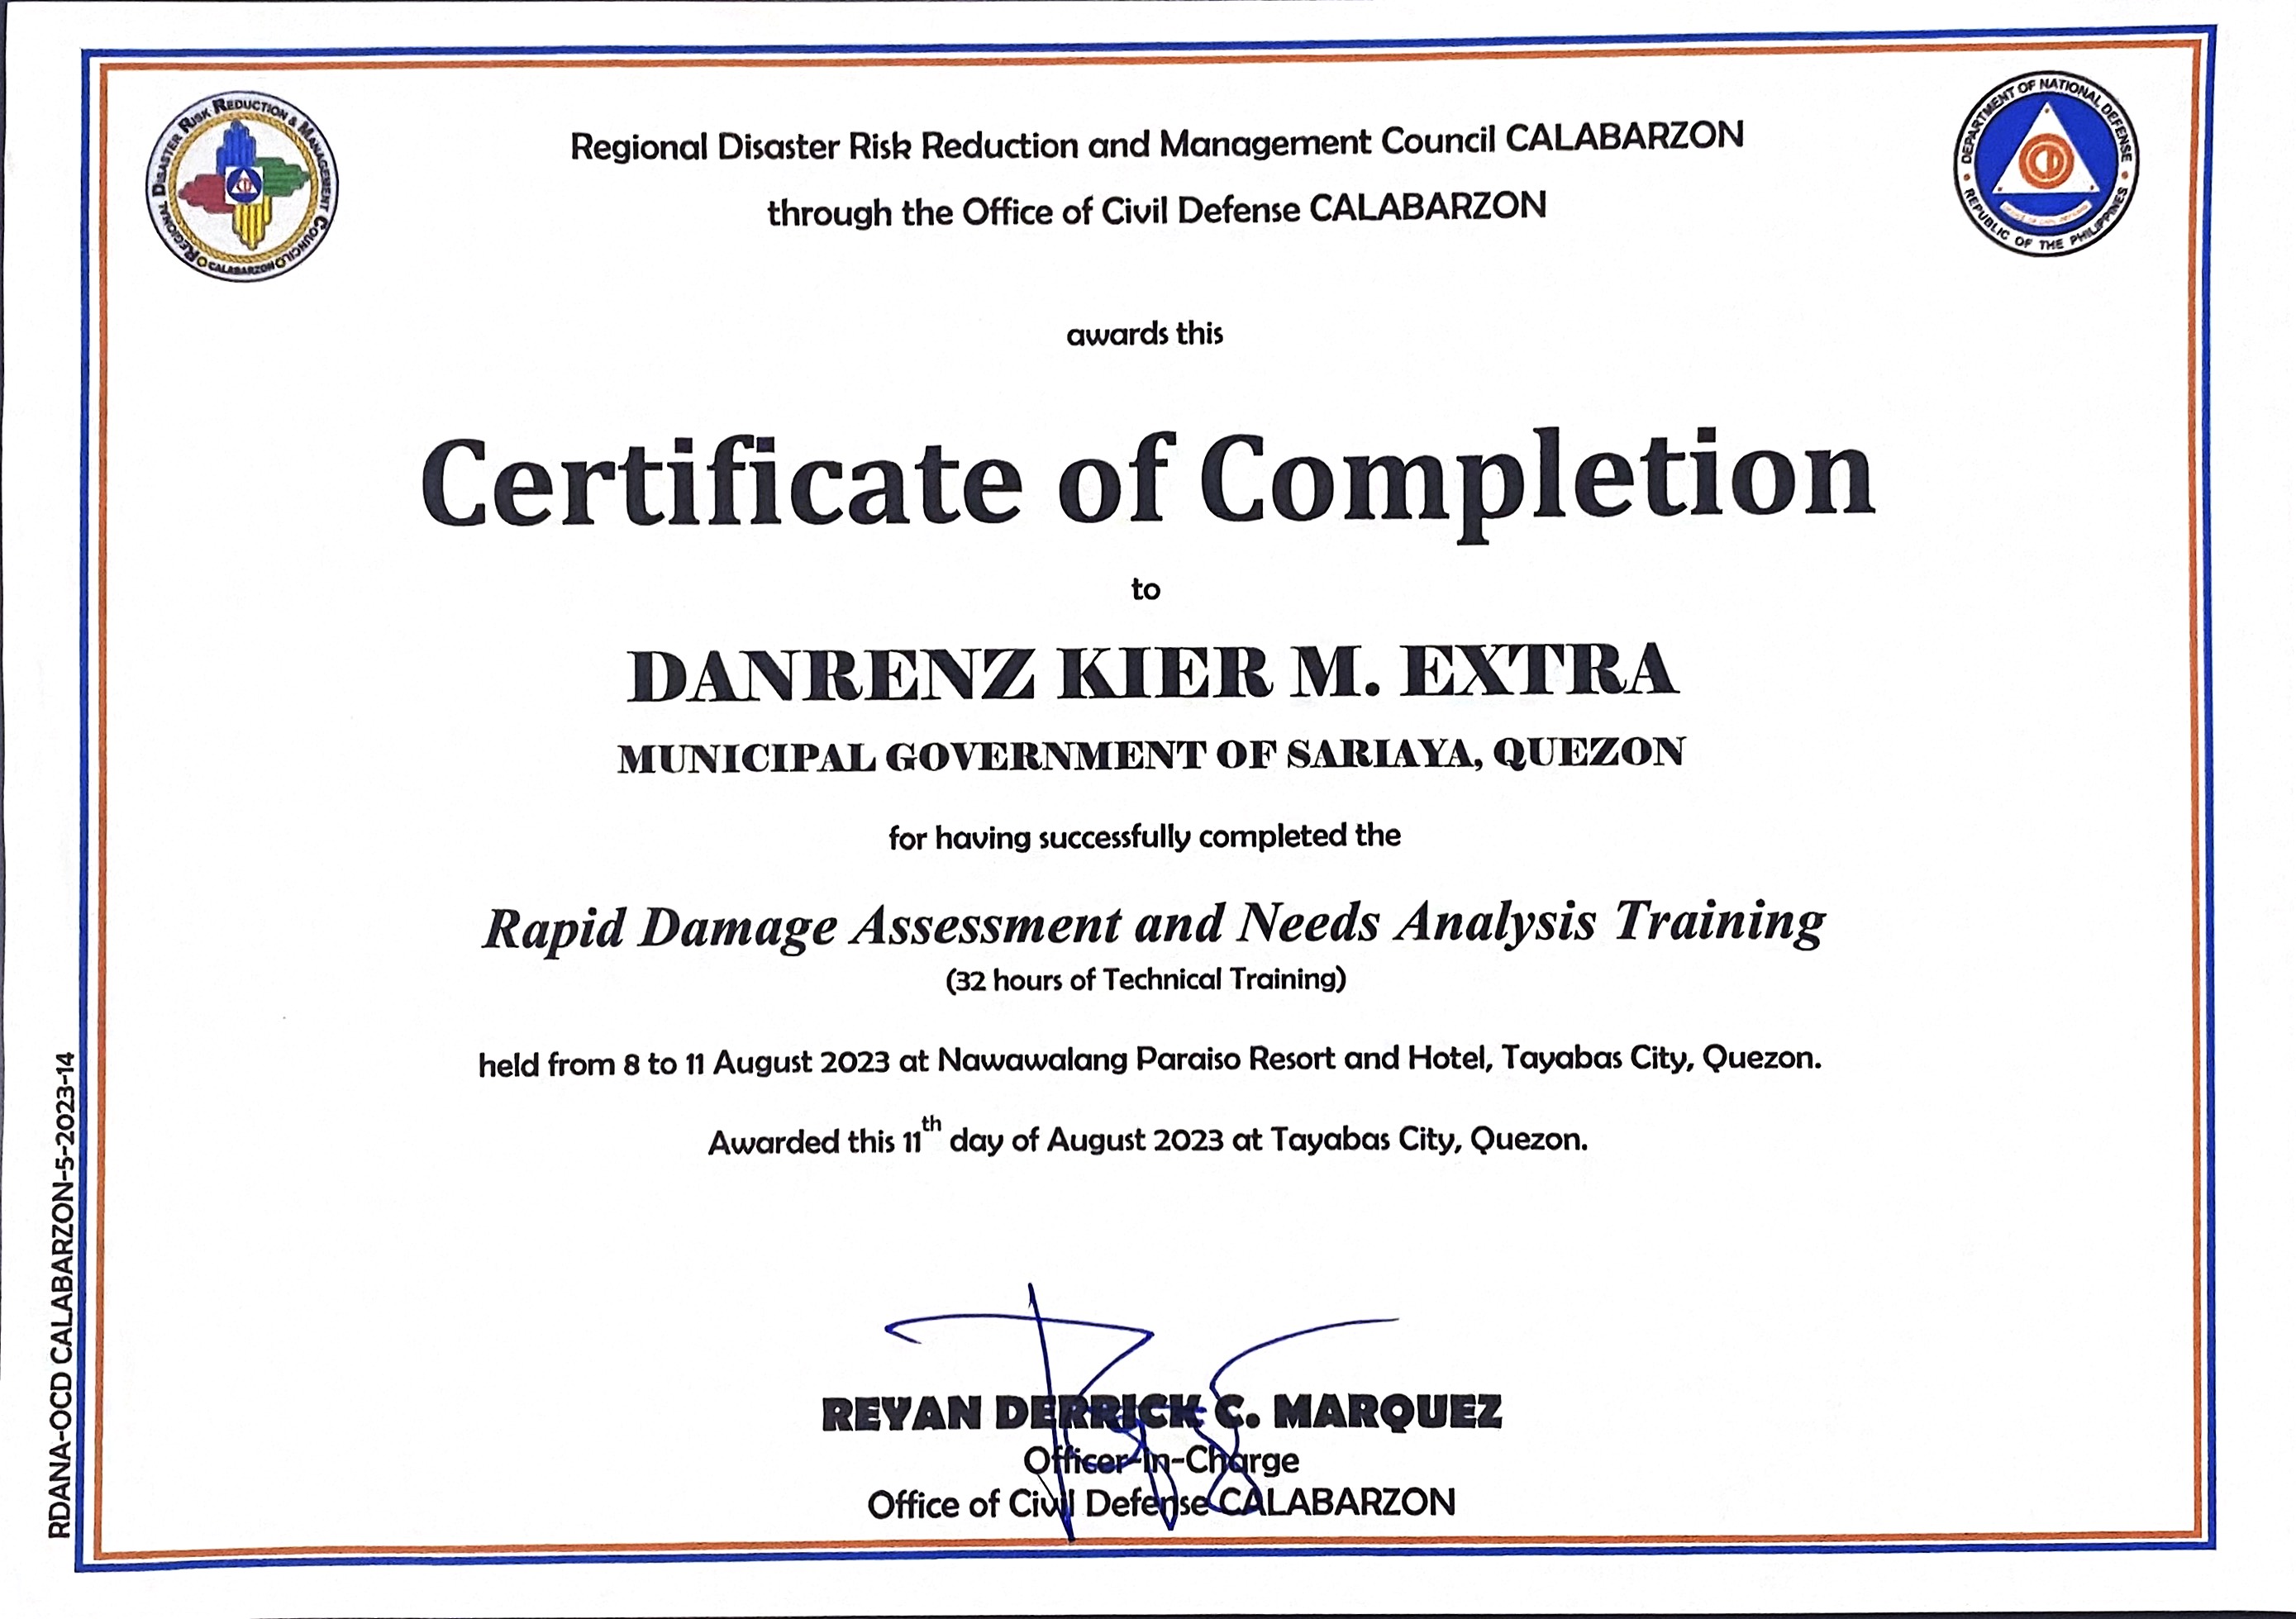 REGIONAL DISASTER RISK REDUCTION & MANAGEMENT COUNCIL
CALABARZON
DEPARTMENT OF NATIONAL DEFENSE
REPUBLIC OF THE PHILIPPINES
CD
Regional Disaster Risk Reduction and Management Council CALABARZON
through the Office of Civil Defense CALABARZON
awards this
Certificate of Completion
to
DANRENZ KIER M. EXTRA
MUNICIPAL GOVERNMENT OF SARIAYA, QUEZON
for having successfully completed the
Rapid Damage Assessment and Needs Analysis Training
(32 hours of Technical Training)
held from 8 to 11 August 2023 at Nawawalang Paraiso Resort and Hotel, Tayabas City, Quezon.
Awarded this 11th day of August 2023 at Tayabas City, Quezon.
REYAN DERRICK C. MARQUEZ
Officer-In-Charge
Office of Civil Defense CALABARZON
RDANA-OCD CALABARZON-5-2023-14